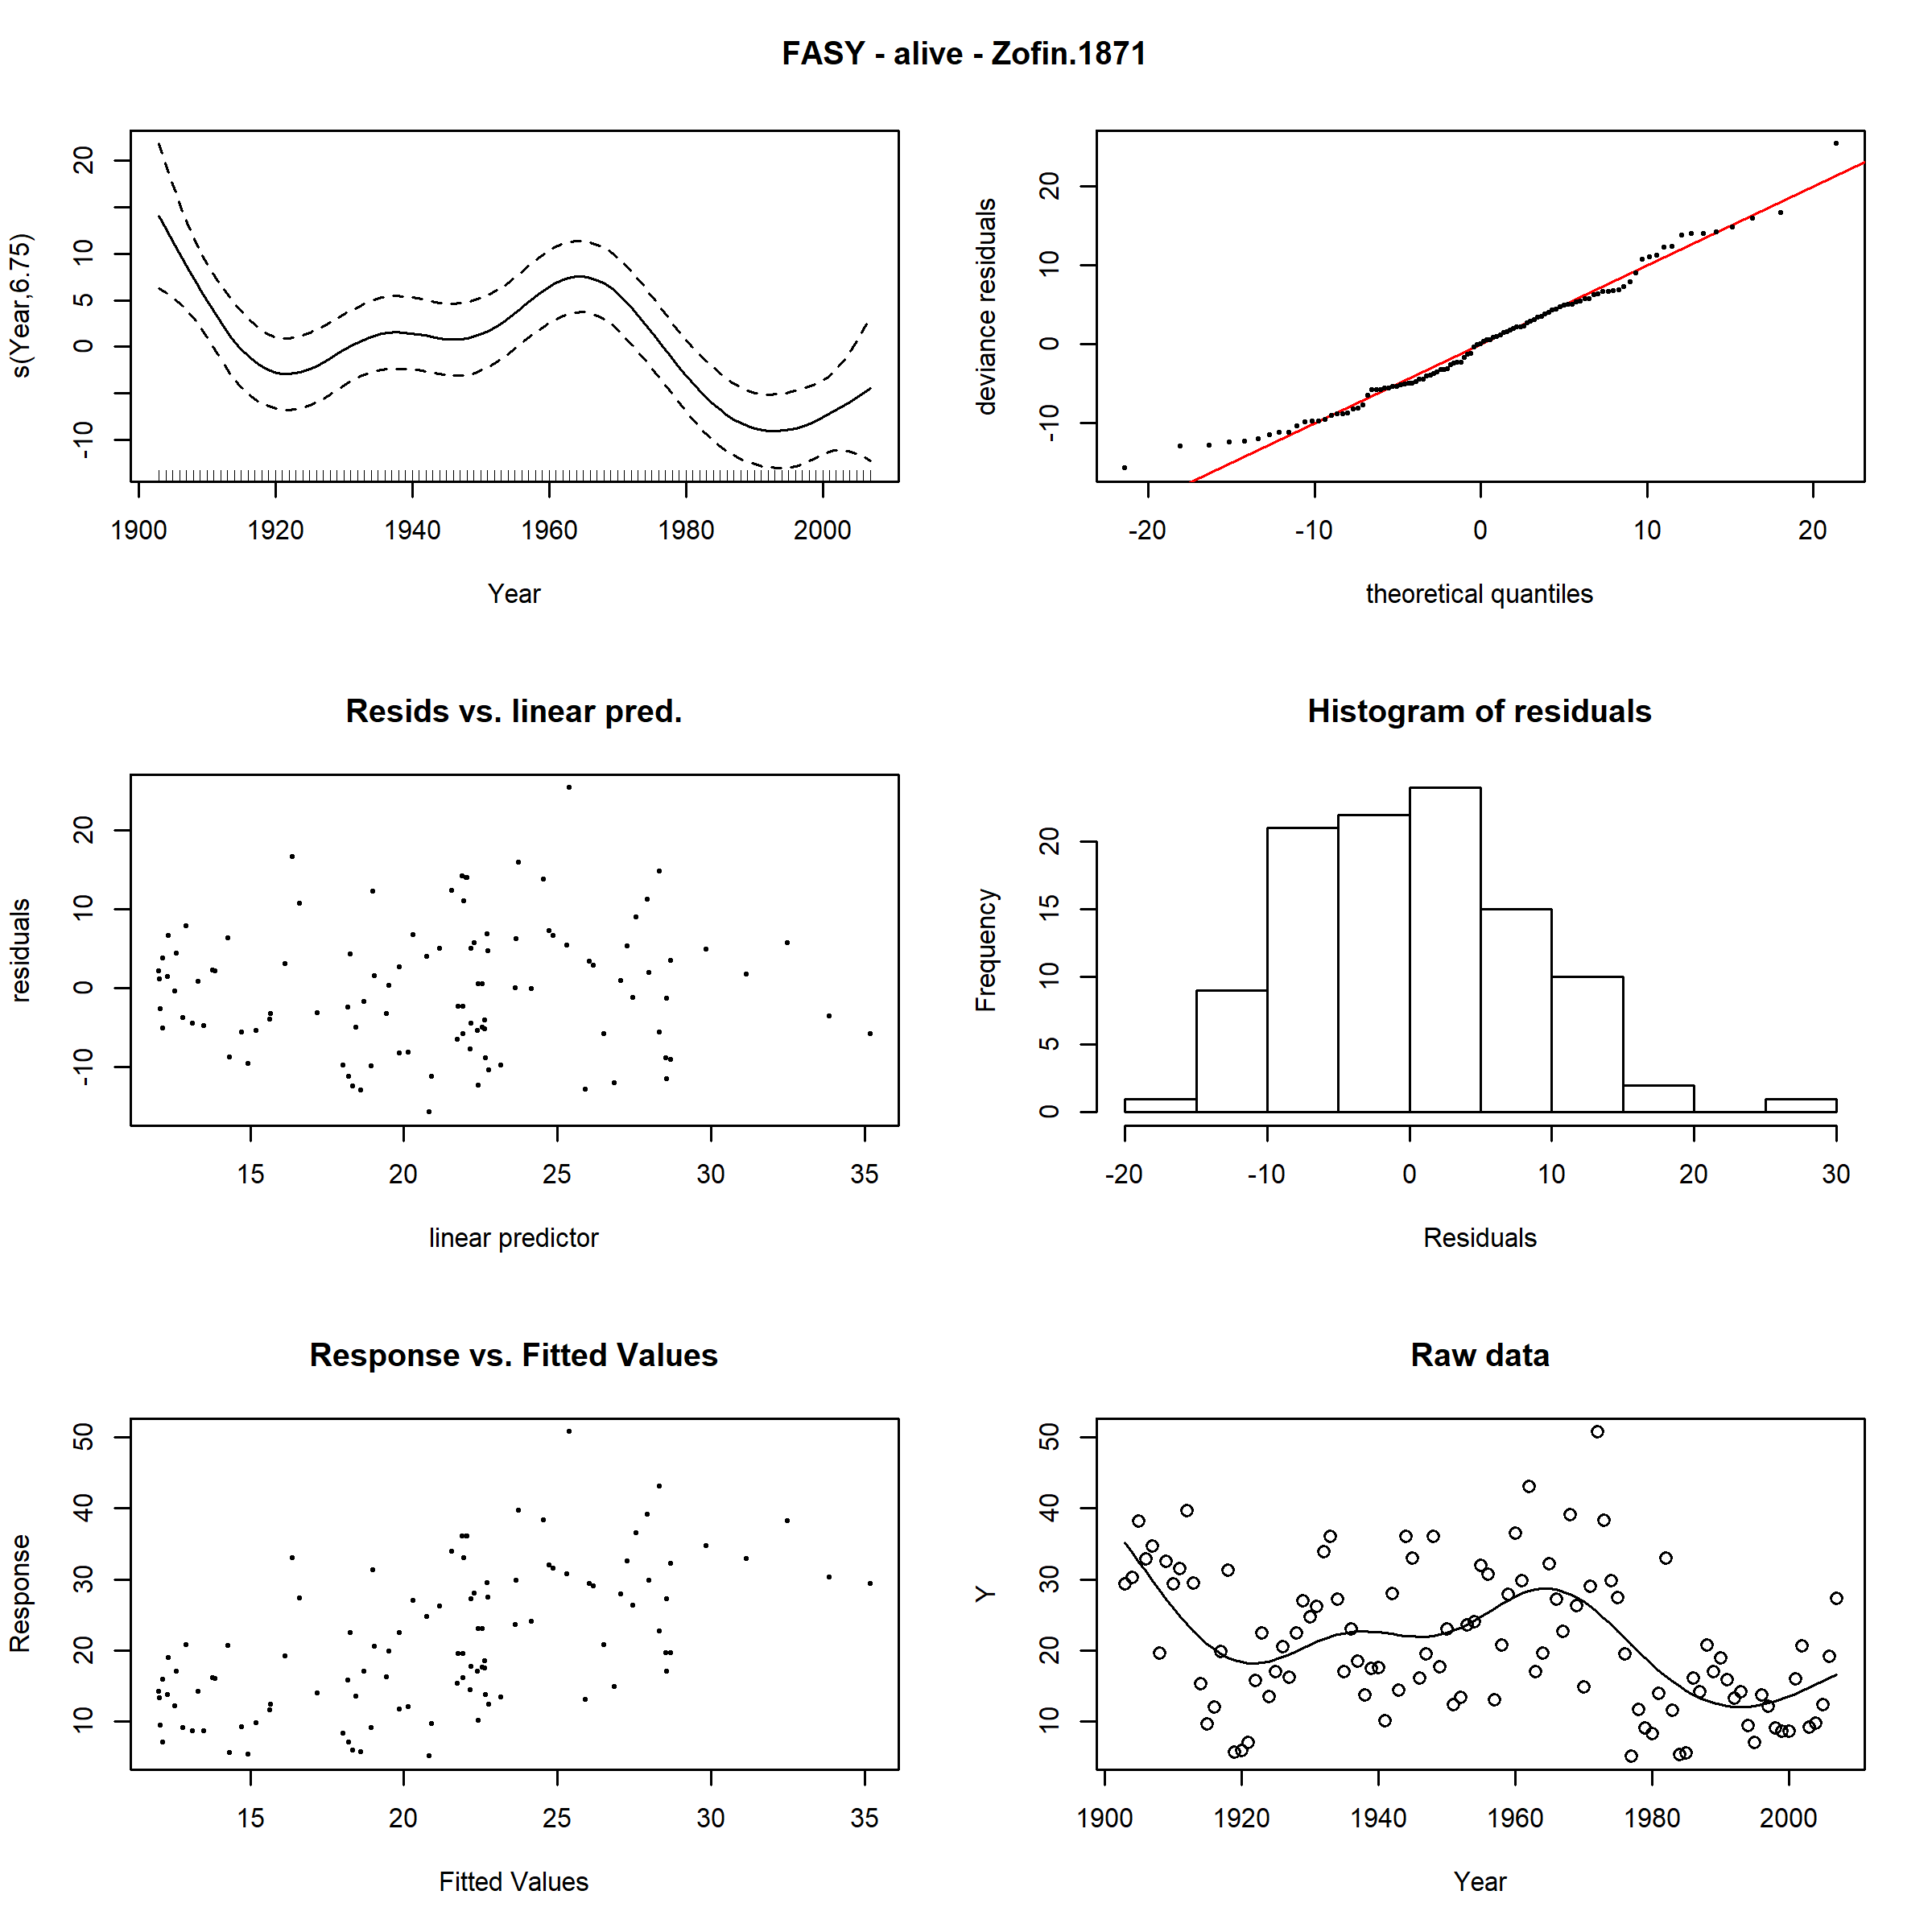 FASY - alive - Zofin.1871
s(Year,6.75)
20
10
5
0
-10
1900 1920 1940 1960 1980 2000
Year
deviance residuals
20
10
0
-10
-20 -10 0 10 20
theoretical quantiles
Resids vs. linear pred.
residuals
20
10
0
-10
15 20 25 30 35
linear predictor
Histogram of residuals
Frequency
20
15
10
5
0
-20 -10 0 10 20 30
Residuals
Response vs. Fitted Values
Response
50
40
30
20
10
15 20 25 30 35
Fitted Values
Raw data
Y
50
40
30
20
10
1900 1920 1940 1960 1980 2000
Year